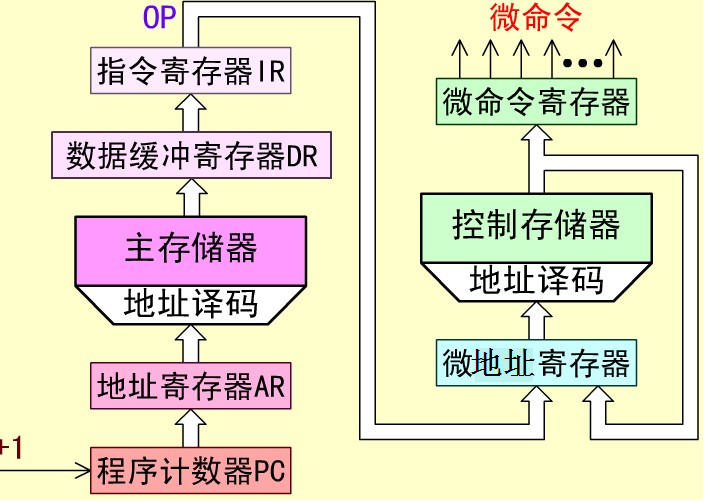 OP
指令寄存器IR
数据缓冲寄存器DR
主存储器
地址译码
地址寄存器AR
+1
程序计数器PC
微命令
微命令寄存器
控制存储器
地址译码
微地址寄存器